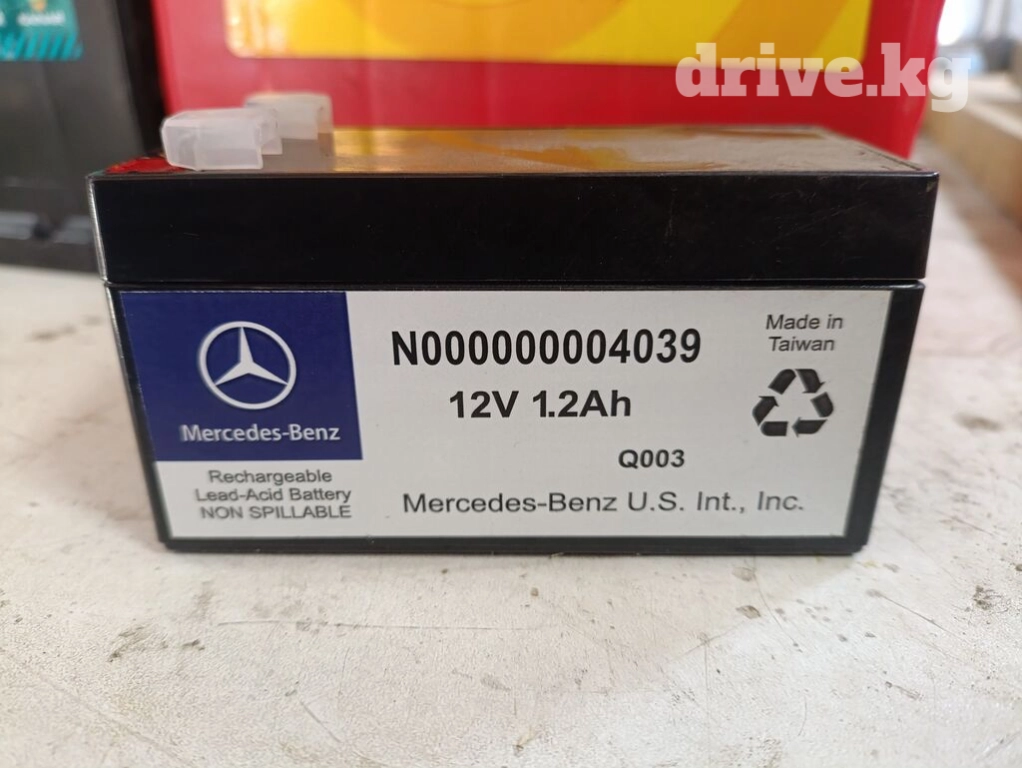 drive.kg
N000000004039
12V 1.2Ah
Q003
Mercedes-Benz U.S. Int., Inc.
Made in
Taiwan
Mercedes-Benz
Rechargeable
Lead-Acid Battery
NON SPILLABLE